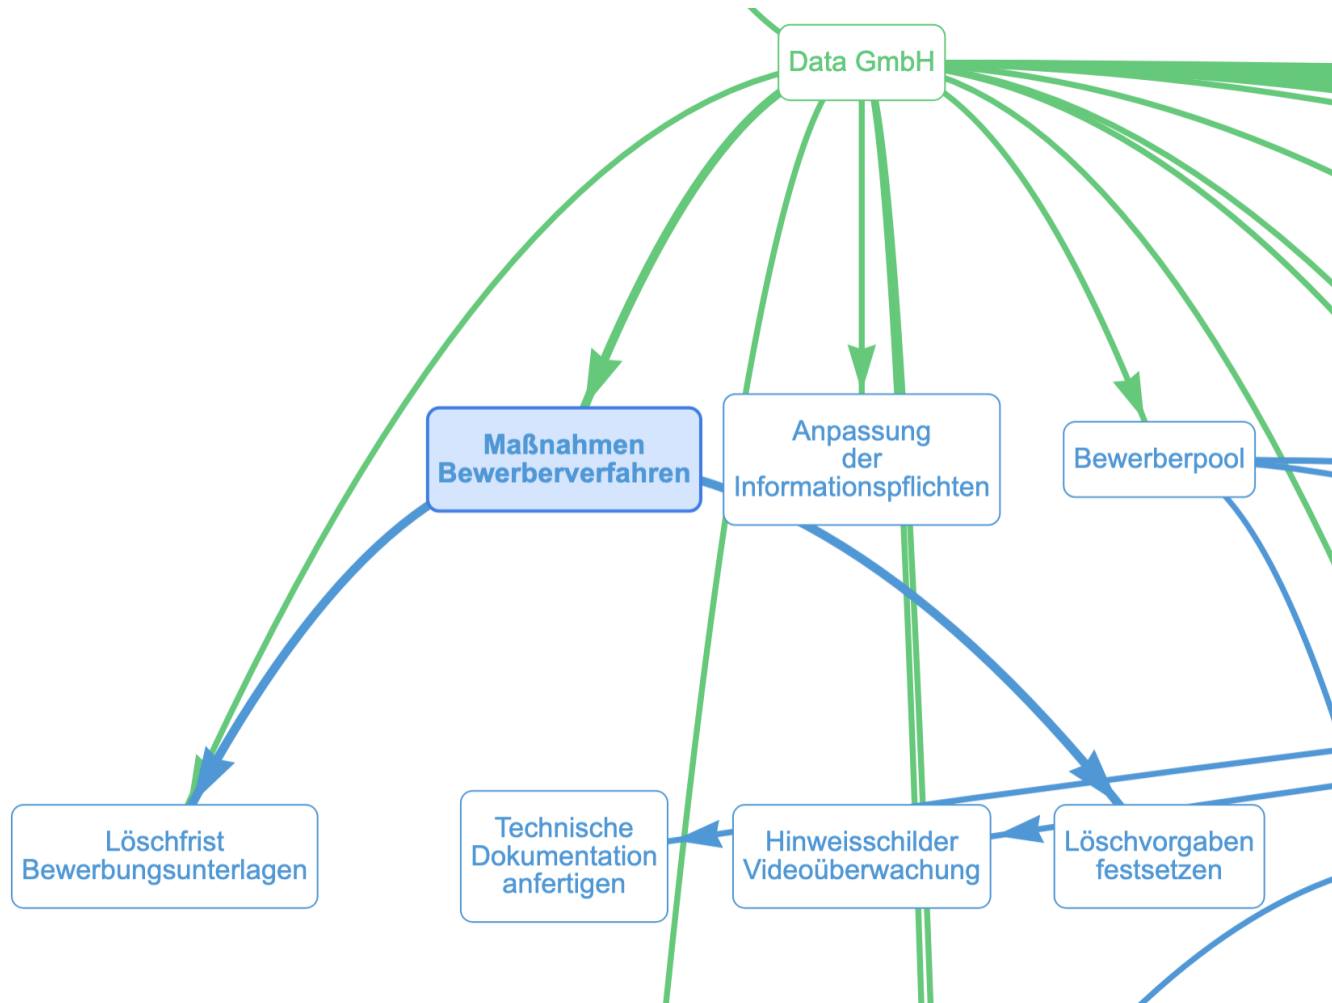 Data GmbH
Maßnahmen
Bewerberverfahren
Anpassung
der
Informationspflichten
Bewerberpool
Löschfrist
Bewerbungsunterlagen
Technische
Dokumentation
anfertigen
Hinweisschilder
Videoüberwachung
Löschvorgaben
festsetzen